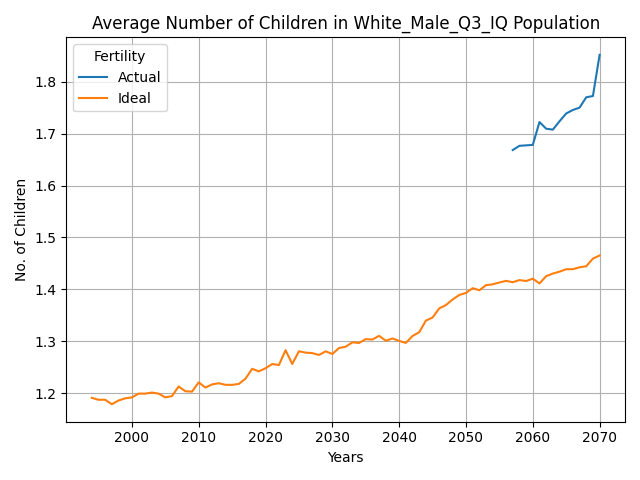 Average Number of Children in White_Male_Q3_IQ Population
Fertility
Actual
Ideal
No. of Children
1.8
1.7
1.6
1.5
1.4
1.3
1.2
2000 2010 2020 2030 2040 2050 2060 2070
Years